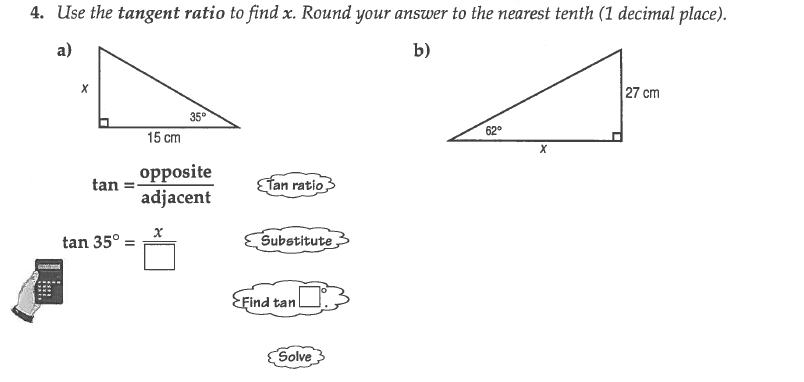 4. Use the tangent ratio to find x. Round your answer to the nearest tenth (1 decimal place).
a)
x
35°
15 cm
b)
27 cm
62°
x
tan = opposite / adjacent
Tan ratio
tan 35° = x / □
Substitute
Find tan □°.
Solve